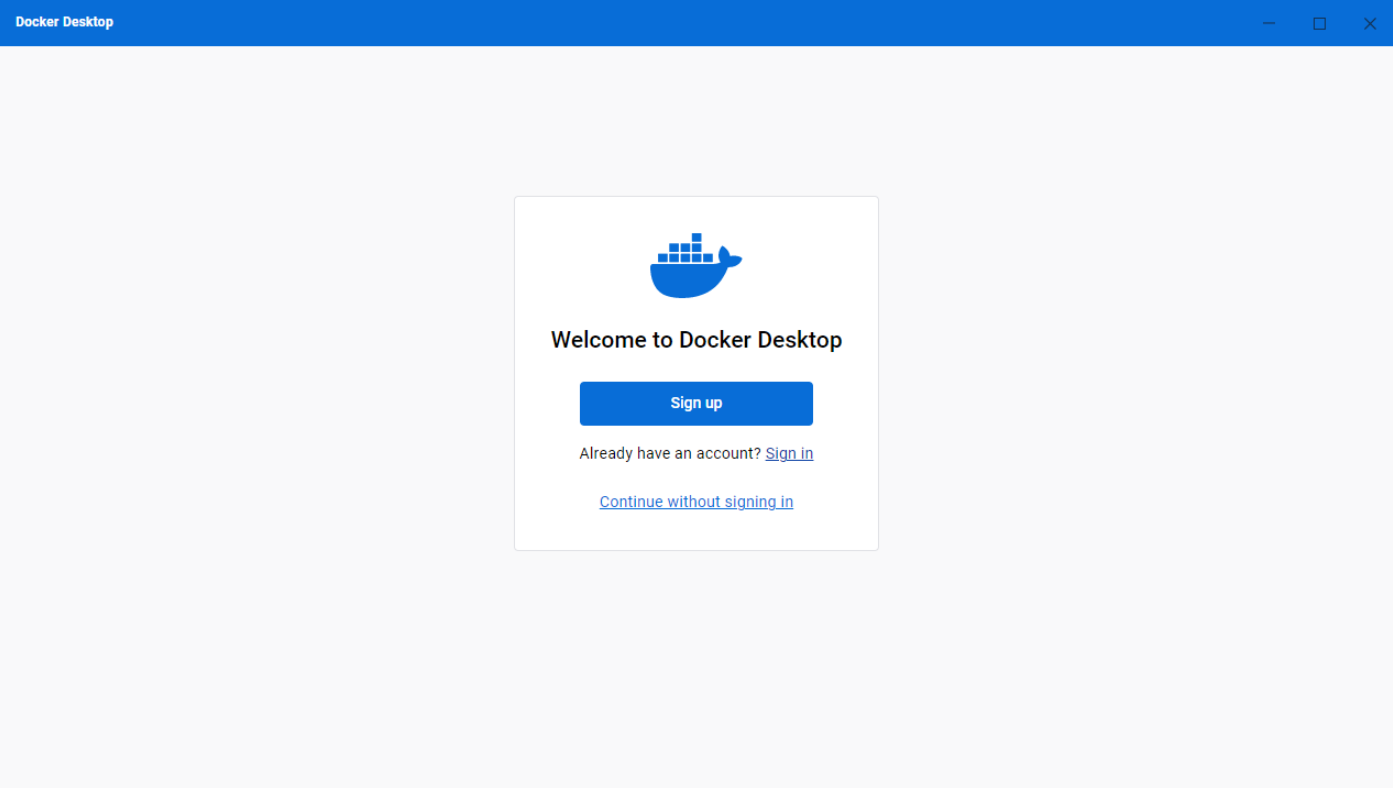 Docker Desktop
Welcome to Docker Desktop
Sign up
Already have an account? Sign in
Continue without signing in